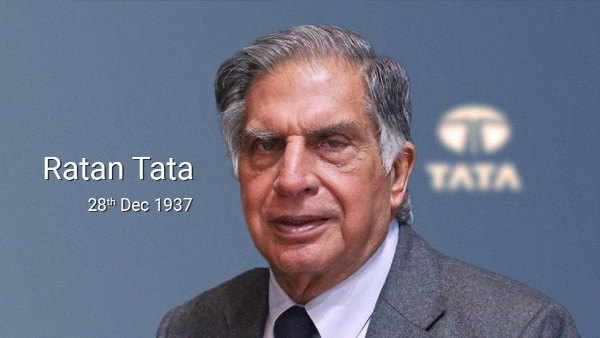 Ratan Tata
28th Dec 1937
TATA